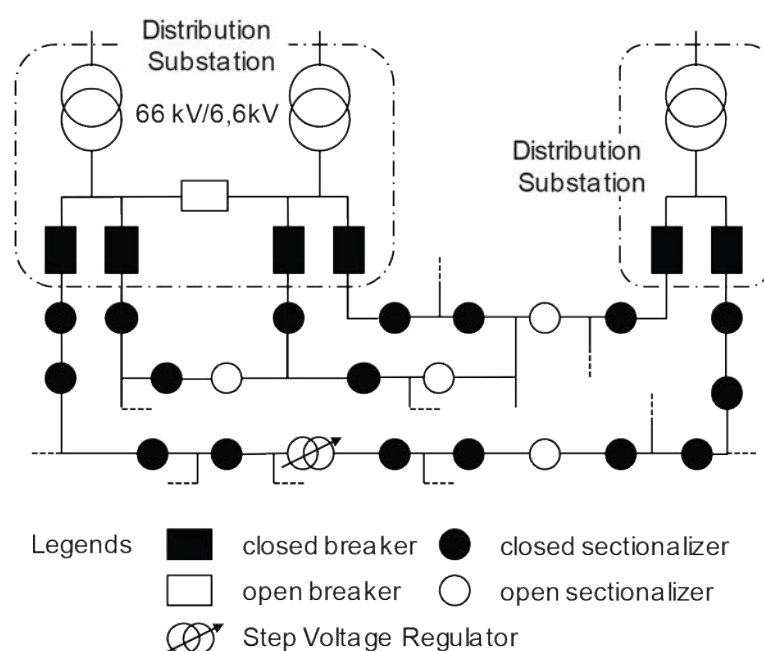 Distribution
Substation
66 kV/6,6kV
Distribution
Substation
Legends
closed breaker
closed sectionalizer
open breaker
open sectionalizer
Step Voltage Regulator